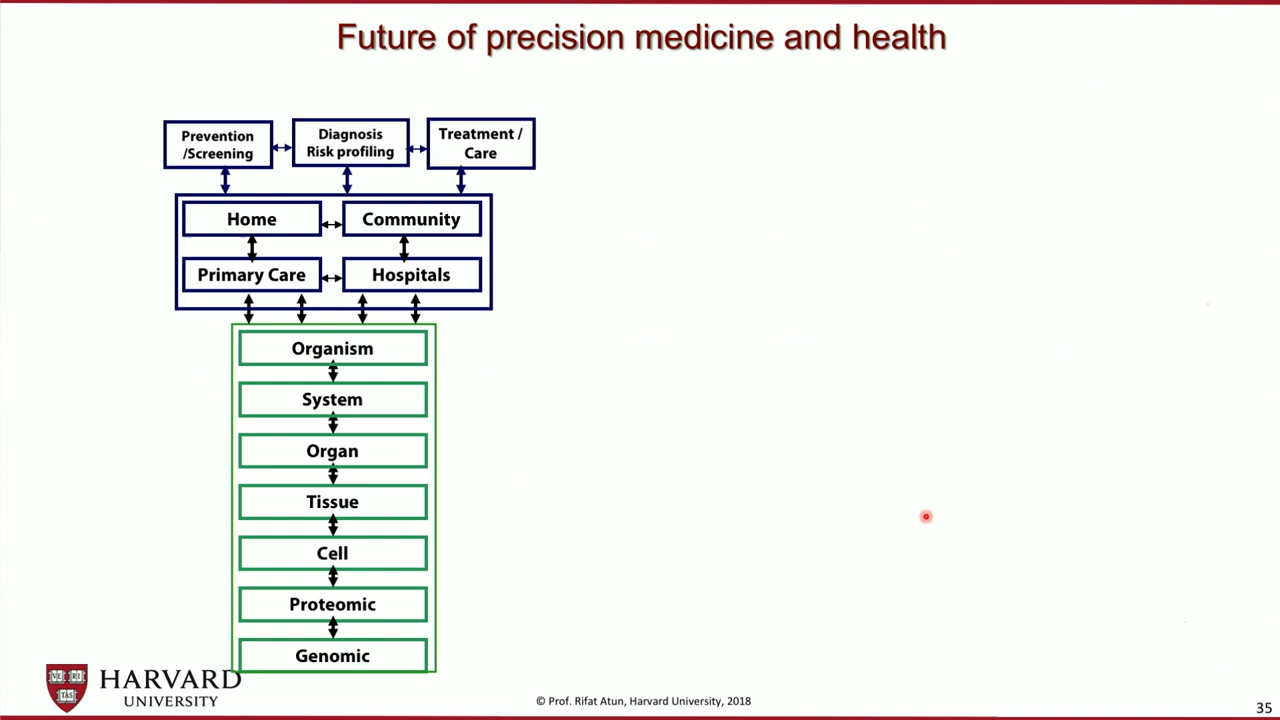 Future of precision medicine and health
Prevention
/Screening
Diagnosis
Risk profiling
Treatment /
Care
Home
Community
Primary Care
Hospitals
Organism
System
Organ
Tissue
Cell
Proteomic
Genomic
HARVARD
UNIVERSITY
© Prof. Rifat Atun, Harvard University, 2018
35